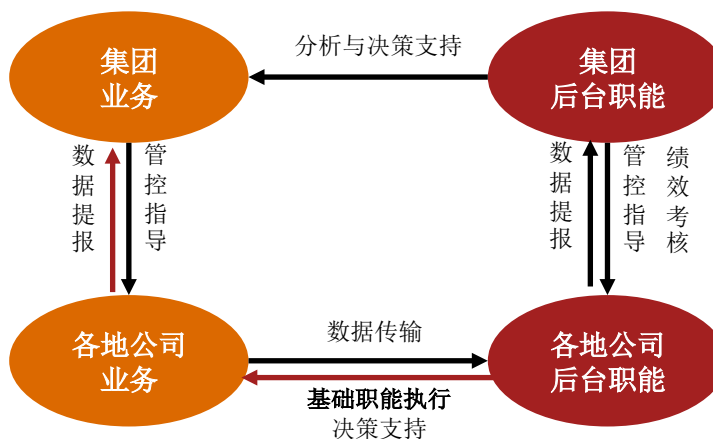 集团
业务
分析与决策支持
集团
后台职能
数据提报
管控指导
数据提报
管控指导
绩效考核
各地公司
业务
数据传输
基础职能执行
决策支持
各地公司
后台职能